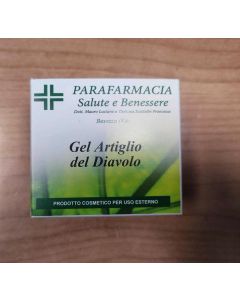 PARAFARMACIA
Salute e Benessere
Gel Artiglio
del Diavolo
PRODOTTO COSMETICO PER USO ESTERNO